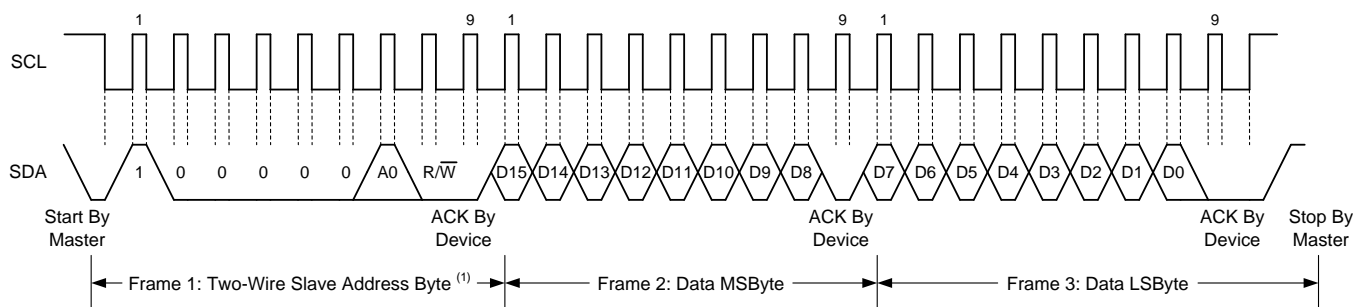 1 9 1 9 1 9
SCL
SDA
1 0 0 0 0 0 A0 R/W̅ D15 D14 D13 D12 D11 D10 D9 D8 D7 D6 D5 D4 D3 D2 D1 D0
Start By
Master
ACK By
Device
ACK By
Device
ACK By
Device
Stop By
Master
Frame 1: Two-Wire Slave Address Byte (1)
Frame 2: Data MSByte
Frame 3: Data LSByte